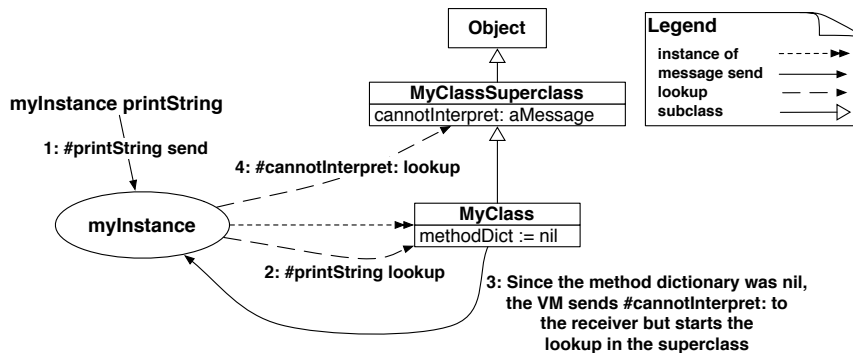 Object
Legend
instance of
message send
lookup
subclass
MyClassSuperclass
cannotInterpret: aMessage
myInstance printString
1: #printString send
4: #cannotInterpret: lookup
myInstance
MyClass
methodDict := nil
2: #printString lookup
3: Since the method dictionary was nil,
the VM sends #cannotInterpret: to
the receiver but starts the
lookup in the superclass